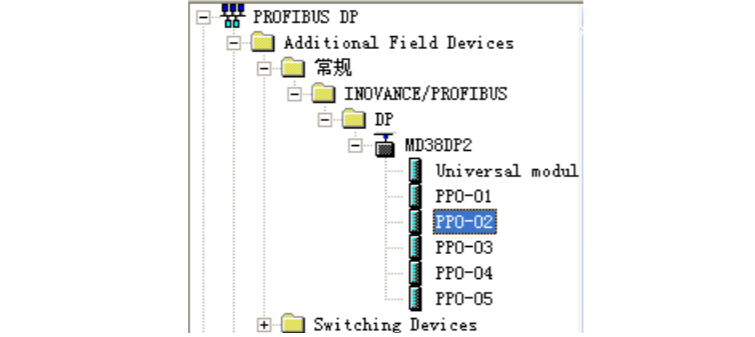 PROFIBUS DP
Additional Field Devices
常规
INOVANCE/PROFIBUS
DP
MD38DP2
Universal modul
PPO-01
PPO-02
PPO-03
PPO-04
PPO-05
Switching Devices